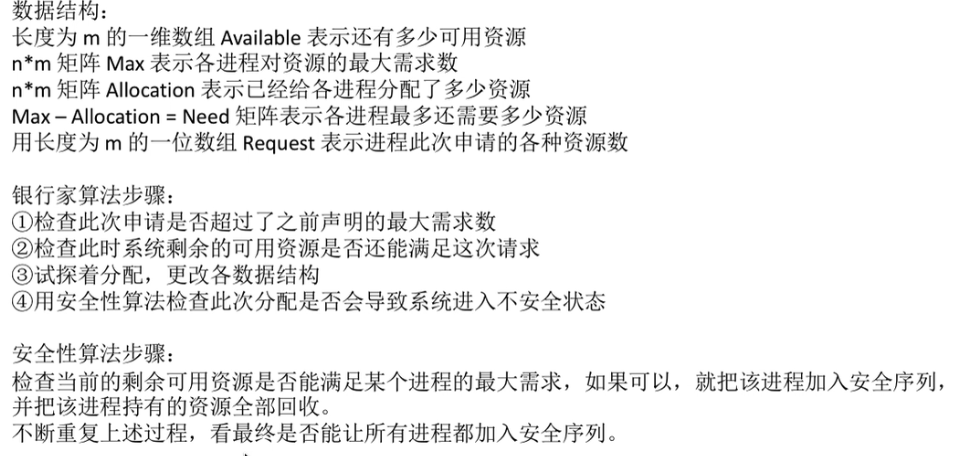 数据结构：
长度为 m 的一维数组 Available 表示还有多少可用资源
n*m 矩阵 Max 表示各进程对资源的最大需求数
n*m 矩阵 Allocation 表示已经给各进程分配了多少资源
Max – Allocation = Need 矩阵表示各进程最多还需要多少资源
用长度为 m 的一位数组 Request 表示进程此次申请的各种资源数
银行家算法步骤：
①检查此次申请是否超过了之前声明的最大需求数
②检查此时系统剩余的可用资源是否还能满足这次请求
③试探着分配，更改各数据结构
④用安全性算法检查此次分配是否会导致系统进入不安全状态
安全性算法步骤：
检查当前的剩余可用资源是否能满足某个进程的最大需求，如果可以，就把该进程加入安全序列，
并把该进程持有的资源全部回收。
不断重复上述过程，看最终是否能让所有进程都加入安全序列。